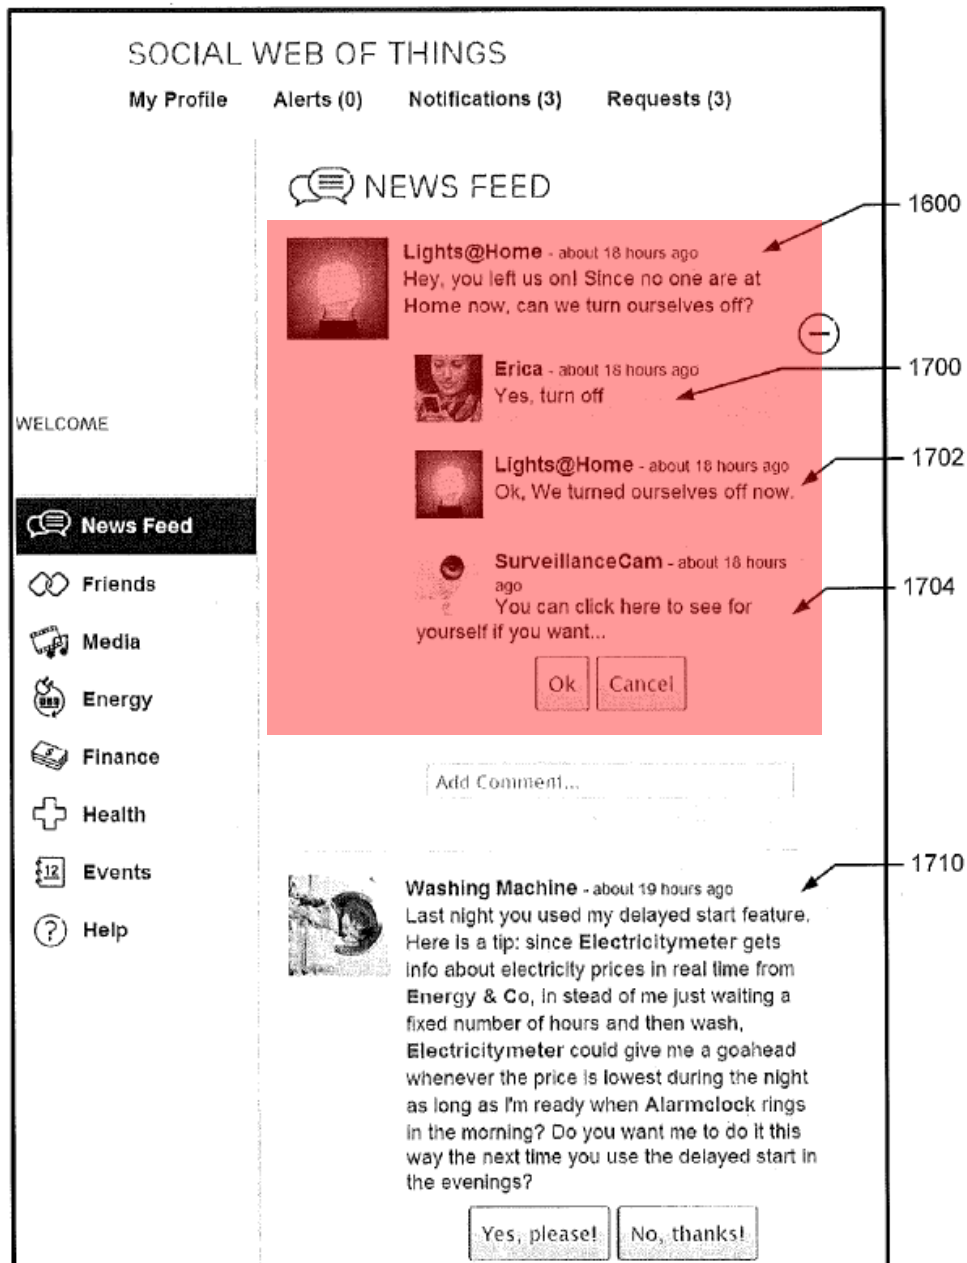 SOCIAL WEB OF THINGS
My Profile Alerts (0) Notifications (3) Requests (3)
NEWS FEED
1600
Lights@Home - about 18 hours ago
Hey, you left us on! Since no one are at
Home now, can we turn ourselves off?
Erica - about 18 hours ago
Yes, turn off
1700
WELCOME
Lights@Home - about 18 hours ago
Ok, We turned ourselves off now.
1702
SurveillanceCam - about 18 hours
ago
You can click here to see for
yourself if you want...
1704
Ok Cancel
News Feed
Friends
Media
Energy
Finance
Health
12 Events
? Help
Add Comment...
Washing Machine - about 19 hours ago
1710
Last night you used my delayed start feature.
Here is a tip: since Electricitymeter gets
info about electricity prices in real time from
Energy & Co, in stead of me just waiting a
fixed number of hours and then wash,
Electricitymeter could give me a goahead
whenever the price is lowest during the night
as long as I'm ready when Alarmclock rings
in the morning? Do you want me to do it this
way the next time you use the delayed start in
the evenings?
Yes, please! No, thanks!